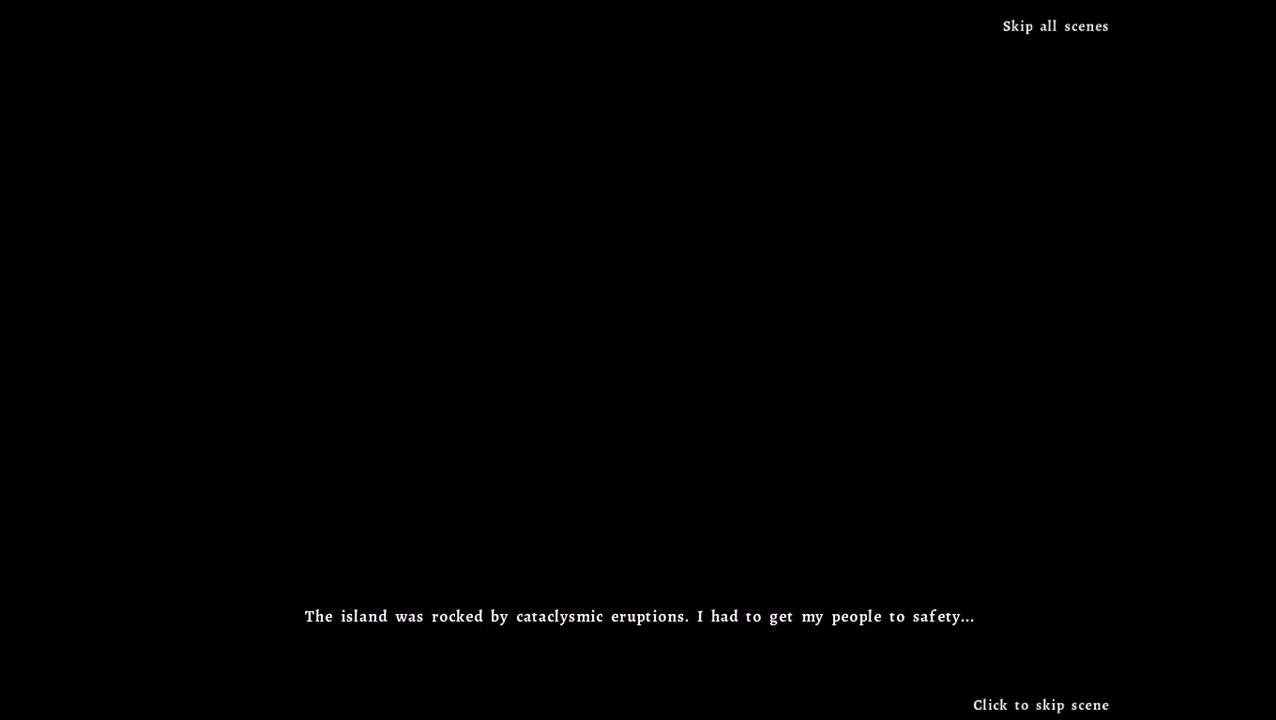 Skip all scenes
The island was rocked by cataclysmic eruptions. I had to get my people to safety...
Click to skip scene